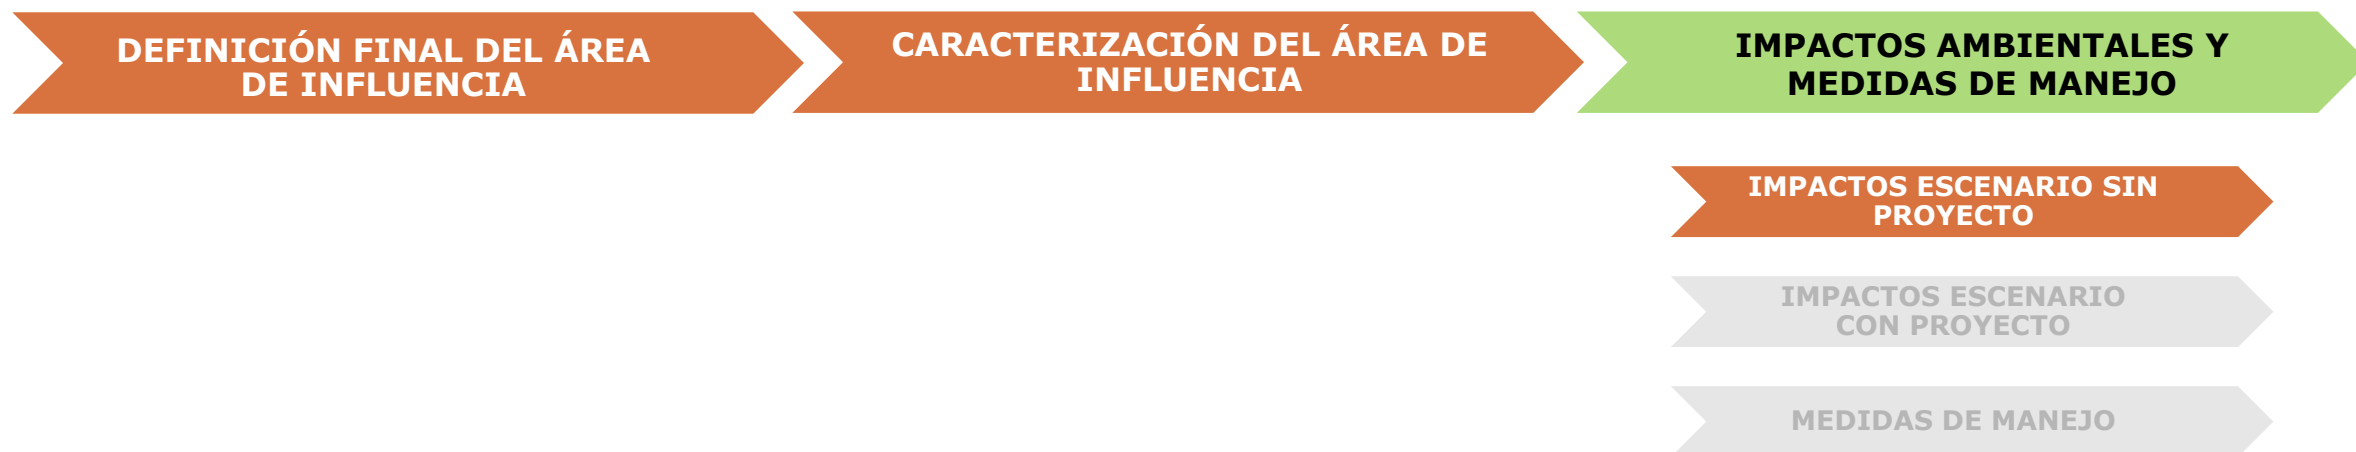 DEFINICIÓN FINAL DEL ÁREA
DE INFLUENCIA
CARACTERIZACIÓN DEL ÁREA DE
INFLUENCIA
IMPACTOS AMBIENTALES Y
MEDIDAS DE MANEJO
IMPACTOS ESCENARIO SIN
PROYECTO
IMPACTOS ESCENARIO
CON PROYECTO
MEDIDAS DE MANEJO